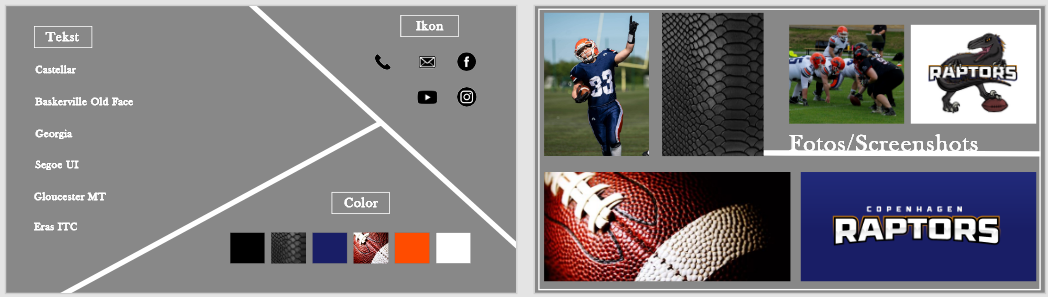 Tekst
Castellar
Baskerville Old Face
Georgia
Segoe UI
Gloucester MT
Eras ITC
Ikon
Color
33
RAPTORS
Fotos/Screenshots
COPENHAGEN
RAPTORS